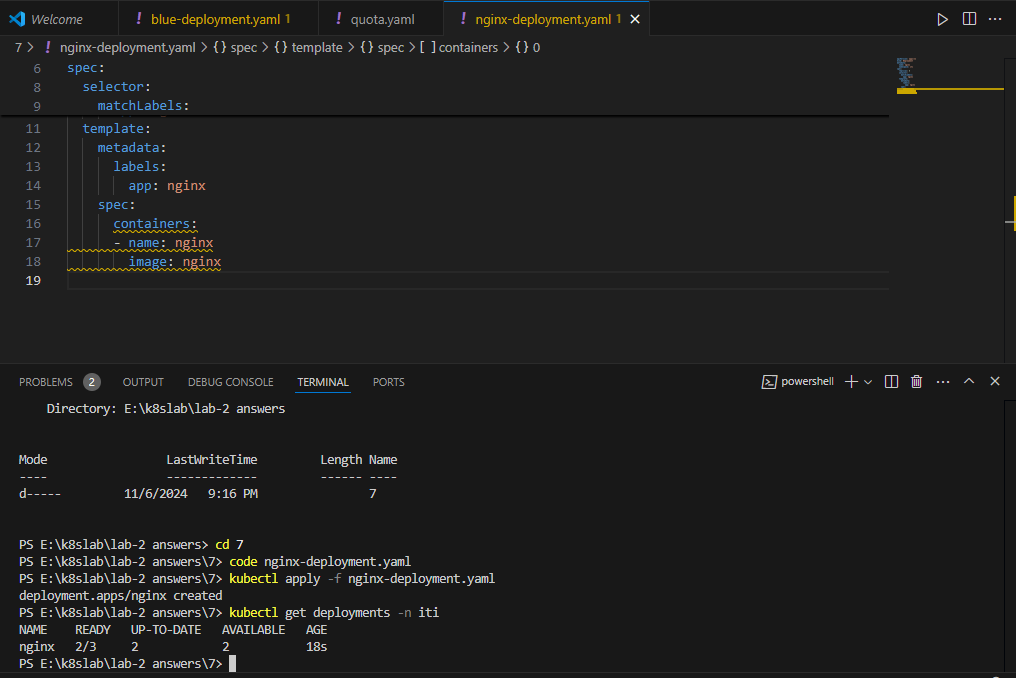 Welcome
! blue-deployment.yaml 1
! quota.yaml
! nginx-deployment.yaml 1
7 > ! nginx-deployment.yaml > {} spec > {} template > {} spec > [ ] containers > {} 0
6 spec:
8 selector:
9 matchLabels:
11 template:
12 metadata:
13 labels:
14 app: nginx
15 spec:
16 containers:
17 - name: nginx
18 image: nginx
19
PROBLEMS 2 OUTPUT DEBUG CONSOLE TERMINAL PORTS
powershell
Directory: E:\k8slab\lab-2 answers
Mode LastWriteTime Length Name
---- ------------- ------ ----
d----- 11/6/2024 9:16 PM 7
PS E:\k8slab\lab-2 answers> cd 7
PS E:\k8slab\lab-2 answers\7> code nginx-deployment.yaml
PS E:\k8slab\lab-2 answers\7> kubectl apply -f nginx-deployment.yaml
deployment.apps/nginx created
PS E:\k8slab\lab-2 answers\7> kubectl get deployments -n iti
NAME READY UP-TO-DATE AVAILABLE AGE
nginx 2/3 2 2 18s
PS E:\k8slab\lab-2 answers\7>